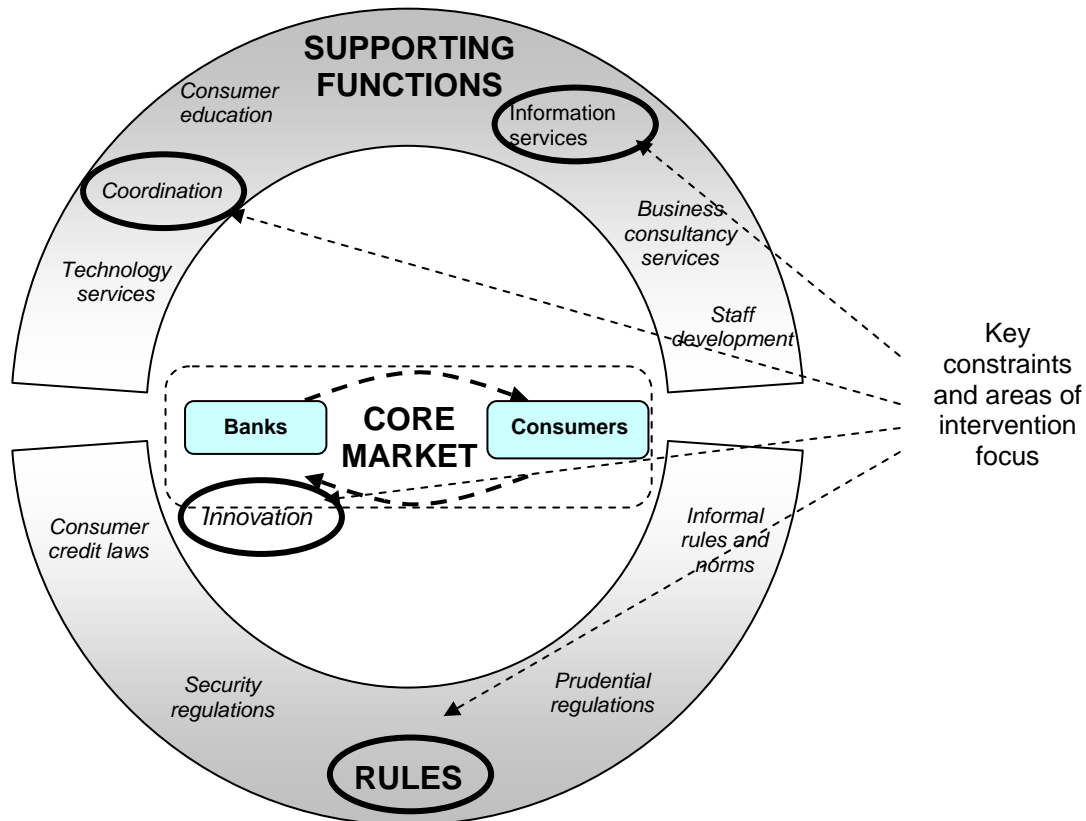 SUPPORTING
FUNCTIONS
Consumer
education
Information
services
Coordination
Business
consultancy
services
Technology
services
Staff
development
Key
constraints
and areas of
intervention
focus
Banks
CORE
MARKET
Consumers
Innovation
Consumer
credit laws
Informal
rules and
norms
Security
regulations
Prudential
regulations
RULES